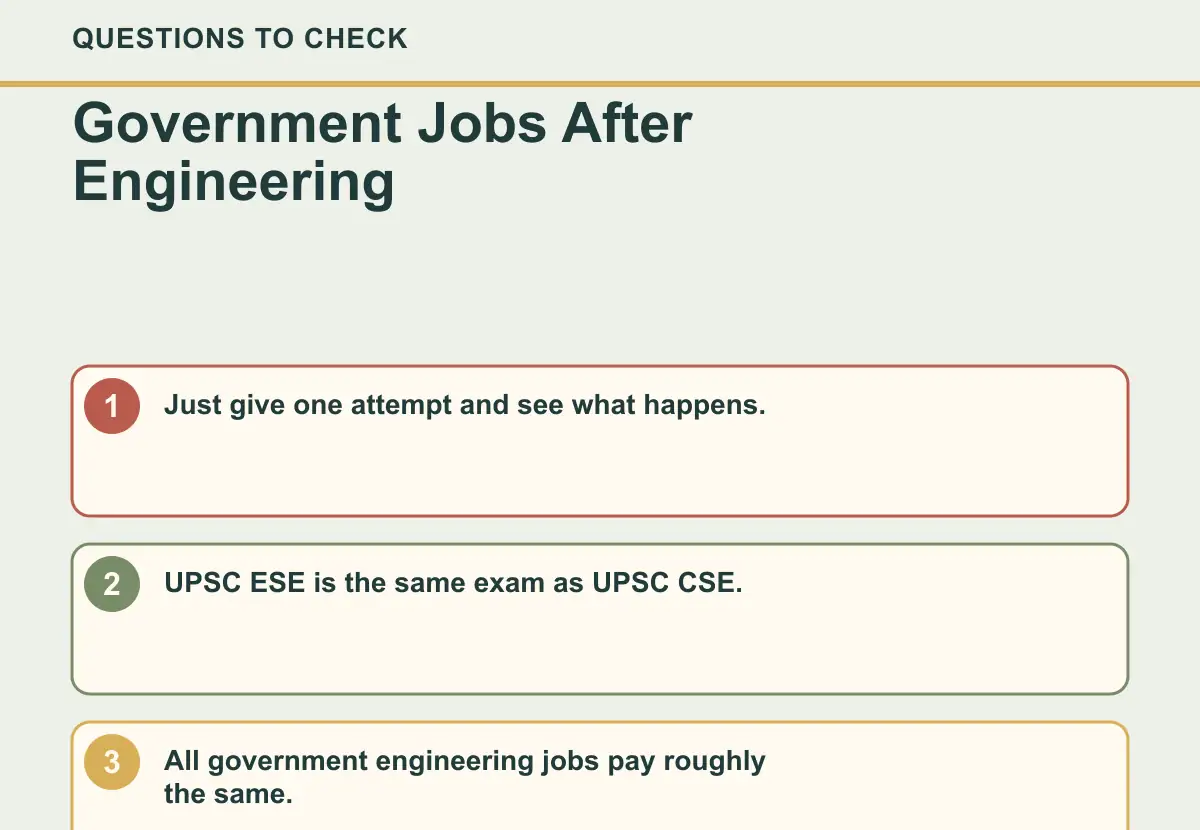 QUESTIONS TO CHECK
Government Jobs After
Engineering
1
Just give one attempt and see what happens.
2
UPSC ESE is the same exam as UPSC CSE.
3
All government engineering jobs pay roughly
the same.